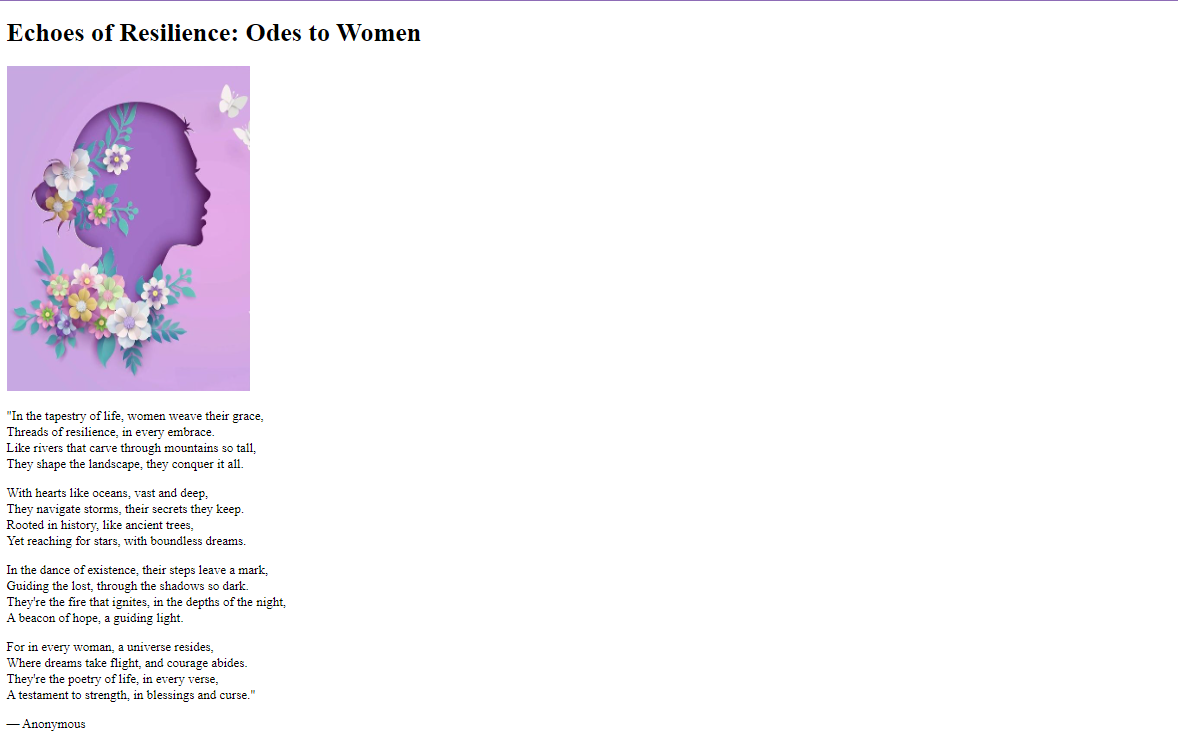 Echoes of Resilience: Odes to Women
"In the tapestry of life, women weave their grace,
Threads of resilience, in every embrace.
Like rivers that carve through mountains so tall,
They shape the landscape, they conquer it all.
With hearts like oceans, vast and deep,
They navigate storms, their secrets they keep.
Rooted in history, like ancient trees,
Yet reaching for stars, with boundless dreams.
In the dance of existence, their steps leave a mark,
Guiding the lost, through the shadows so dark.
They're the fire that ignites, in the depths of the night,
A beacon of hope, a guiding light.
For in every woman, a universe resides,
Where dreams take flight, and courage abides.
They're the poetry of life, in every verse,
A testament to strength, in blessings and curse."
— Anonymous